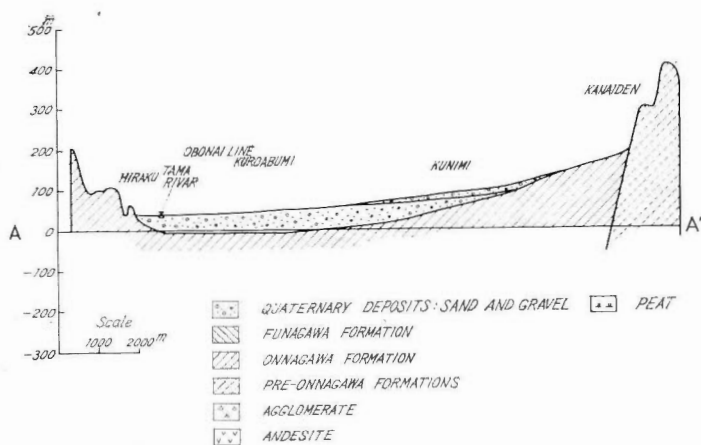 m
500
400
300
200
100
A 0 A'
-100
-200
-300
KANAIDEN
OBONAI LINE
HIRAKU TAMA KUROABUMI KUNIMI
RIVAR
Scale
1000 2000 m
QUATERNARY DEPOSITS: SAND AND GRAVEL PEAT
FUNAGAWA FORMATION
ONNAGAWA FORMATION
PRE-ONNAGAWA FORMATIONS
AGGLOMERATE
ANDESITE